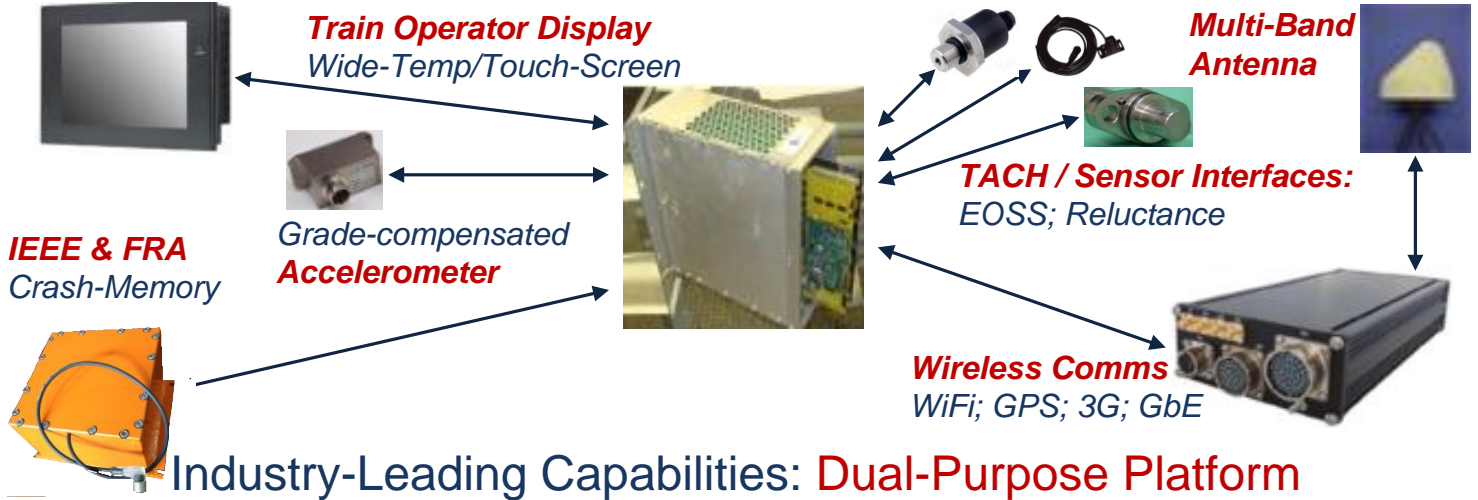 Train Operator Display
Wide-Temp/Touch-Screen
Multi-Band
Antenna
TACH / Sensor Interfaces:
EOSS; Reluctance
Grade-compensated
Accelerometer
IEEE & FRA
Crash-Memory
Wireless Comms
WiFi; GPS; 3G; GbE
Industry-Leading Capabilities: Dual-Purpose Platform